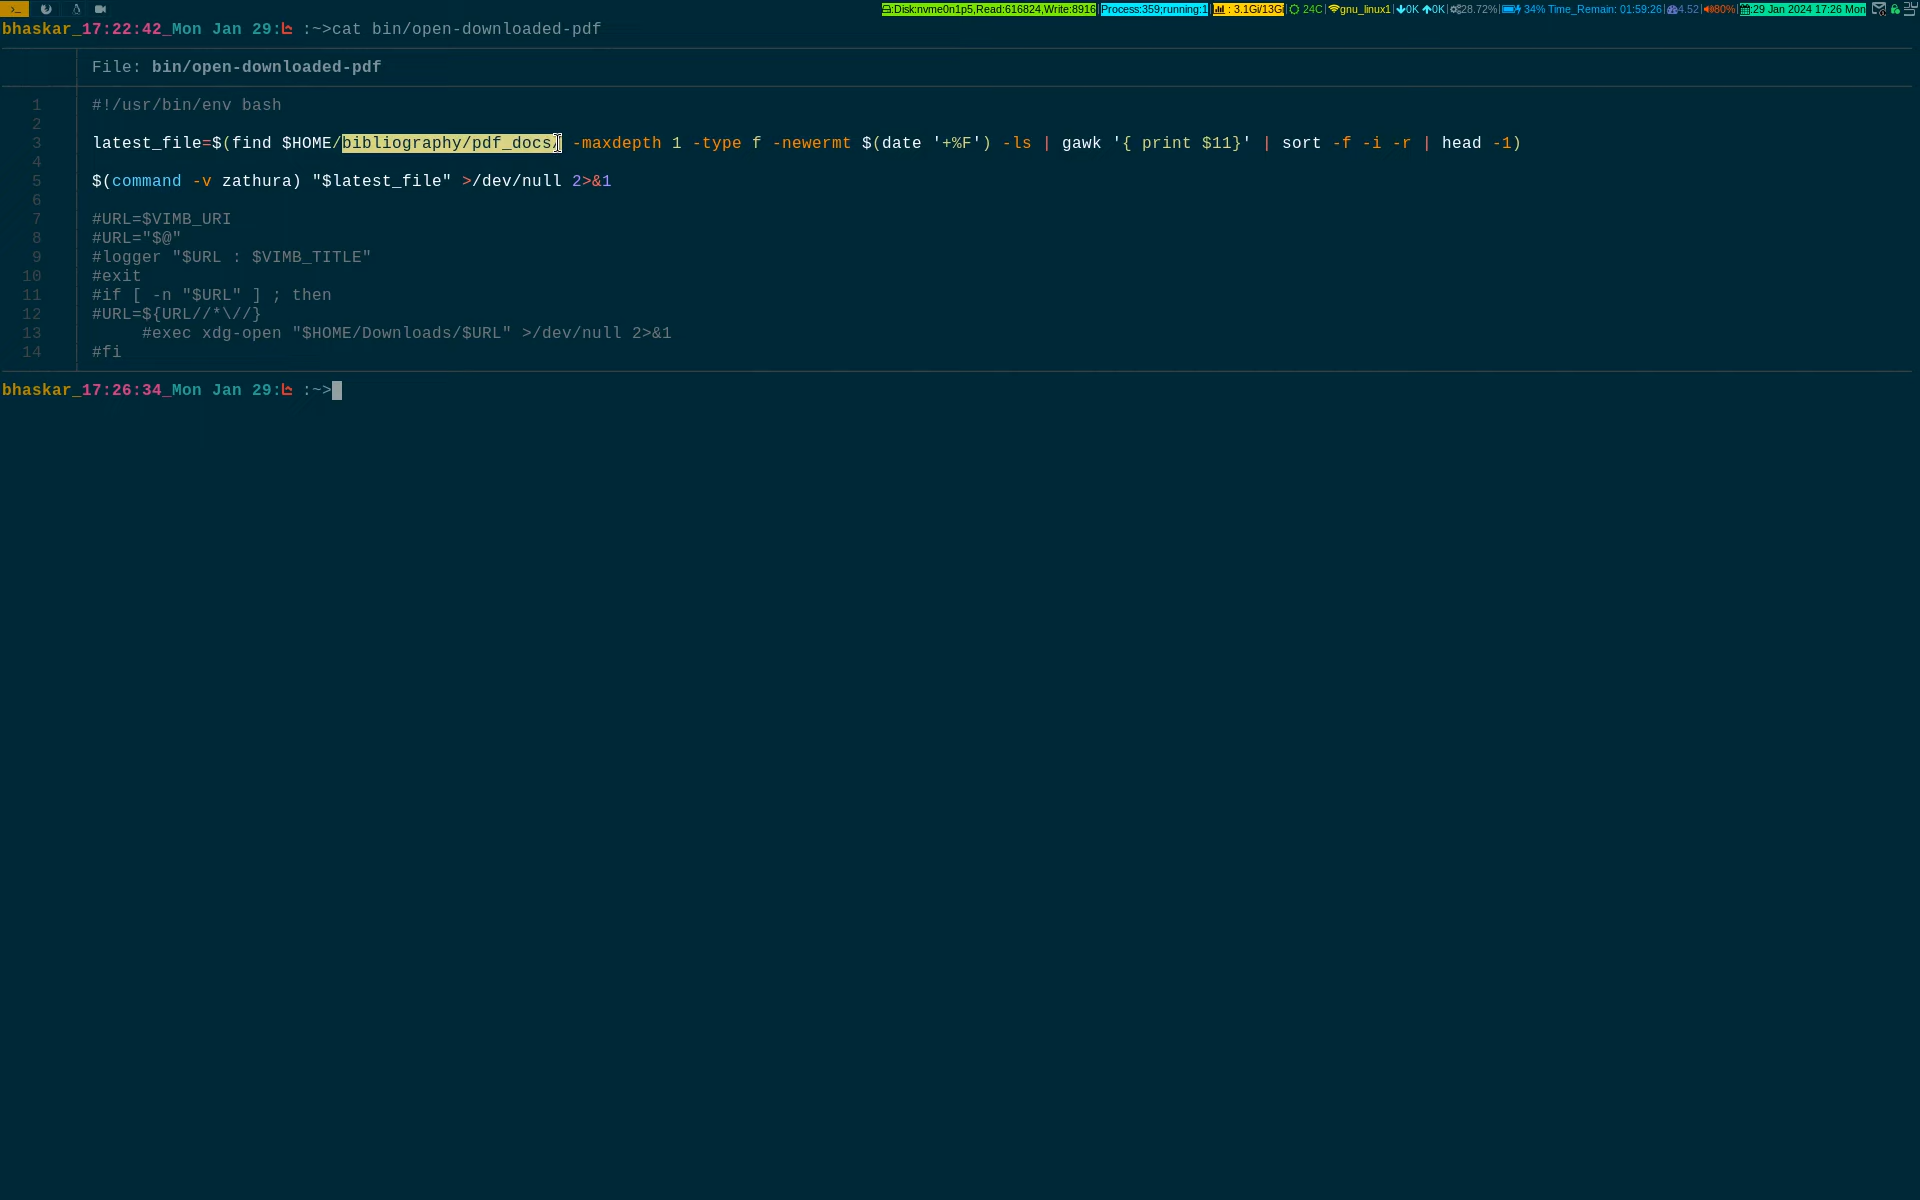 >_ 🖴:Disk:nvme0n1p5,Read:616824,Write:8916 Process:359;running:1 : 3.1Gi/13Gi 24C gnu_linux1 0K 0K 28.72% 34% Time_Remain: 01:59:26 4.52 80% :29 Jan 2024 17:26 Mon
bhaskar_17:22:42_Mon Jan 29: :~>cat bin/open-downloaded-pdf
File: bin/open-downloaded-pdf
1 #!/usr/bin/env bash
2
3 latest_file=$(find $HOME/bibliography/pdf_docs/ -maxdepth 1 -type f -newermt $(date '+%F') -ls | gawk '{ print $11}' | sort -f -i -r | head -1)
4
5 $(command -v zathura) "$latest_file" >/dev/null 2>&1
6
7 #URL=$VIMB_URI
8 #URL="$@"
9 #logger "$URL : $VIMB_TITLE"
10 #exit
11 #if [ -n "$URL" ] ; then
12 #URL=${URL//*\//}
13 #exec xdg-open "$HOME/Downloads/$URL" >/dev/null 2>&1
14 #fi
bhaskar_17:26:34_Mon Jan 29: :~>